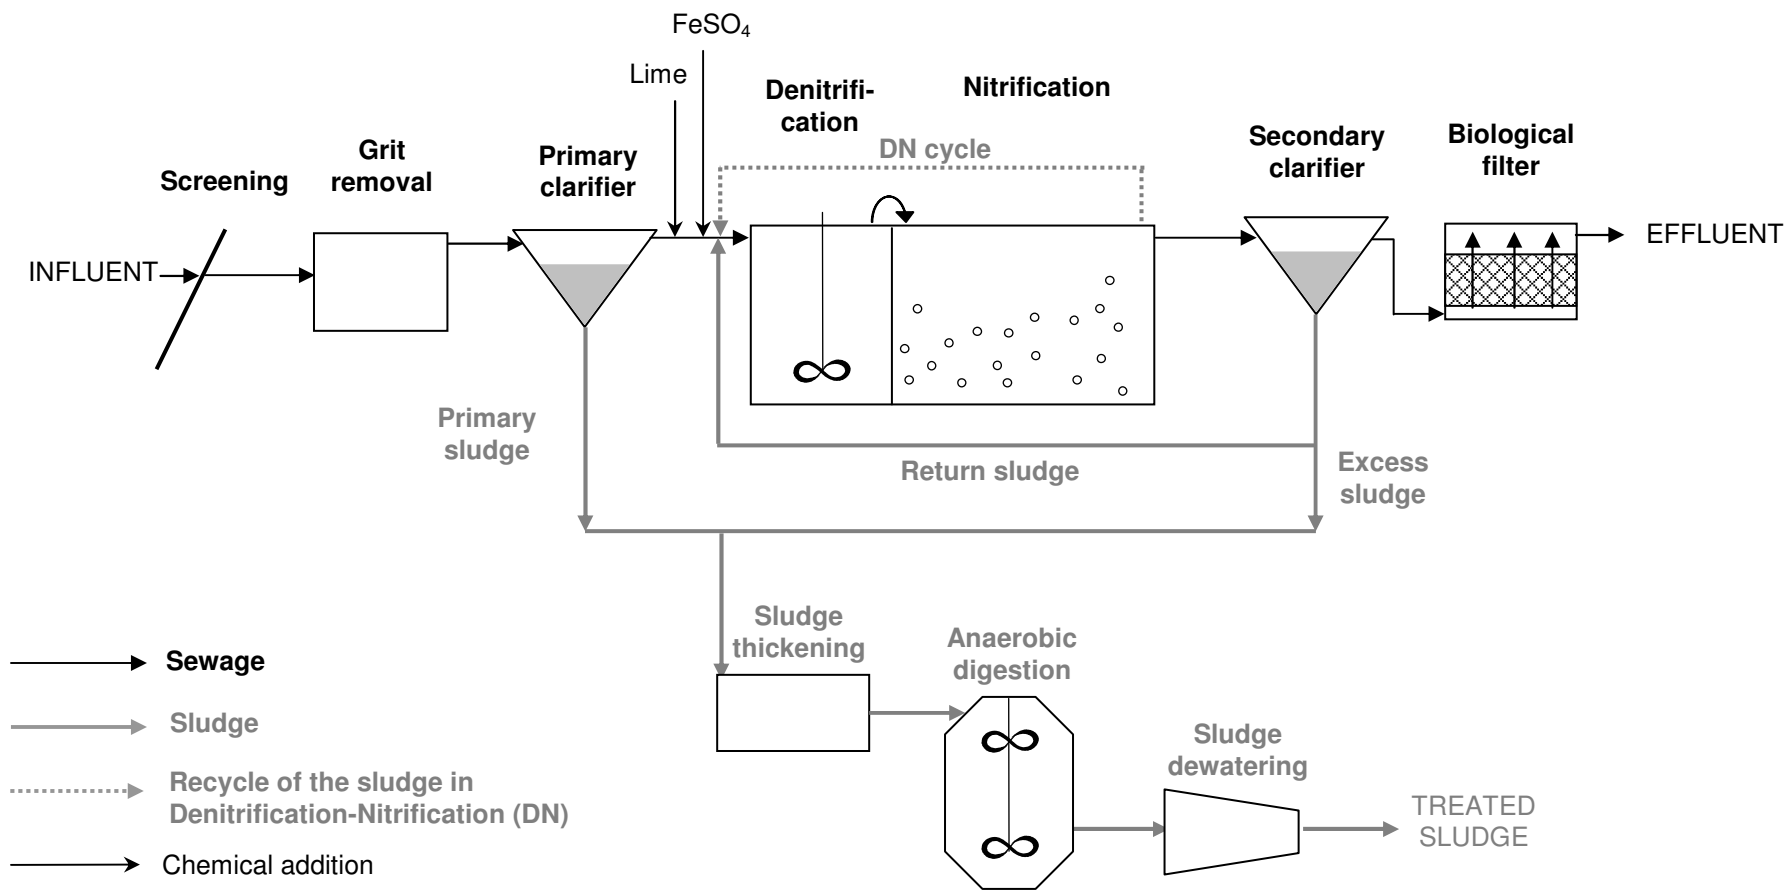 FeSO₄
Lime
Denitrifi-
cation
Nitrification
DN cycle
Screening
Grit
removal
Primary
clarifier
Secondary
clarifier
Biological
filter
INFLUENT
EFFLUENT
Primary
sludge
Return sludge
Excess
sludge
Sludge
thickening
Anaerobic
digestion
Sludge
dewatering
TREATED
SLUDGE
Sewage
Sludge
Recycle of the sludge in
Denitrification-Nitrification (DN)
Chemical addition